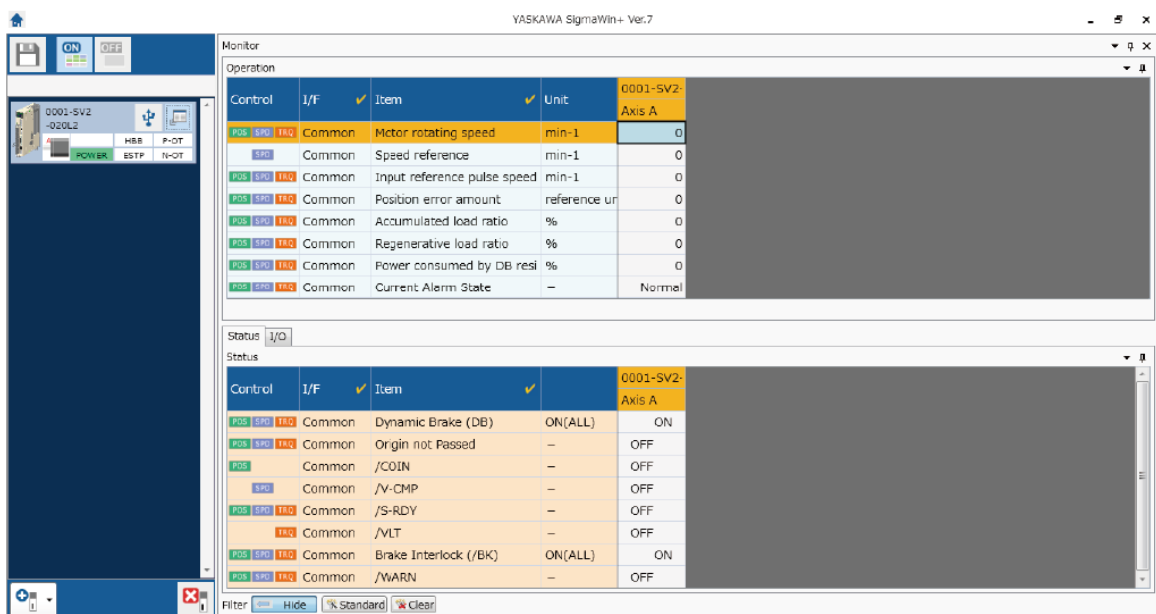 YASKAWA SigmaWin+ Ver.7
ON OFF
Monitor
Operation
Control I/F Item Unit 0001-SV2-
Axis A
POS SPD TRQ Common Motor rotating speed min-1 0
SPD Common Speed reference min-1 0
POS SPD TRQ Common Input reference pulse speed min-1 0
POS SPD TRQ Common Position error amount reference ur 0
POS SPD TRQ Common Accumulated load ratio % 0
POS SPD TRQ Common Regenerative load ratio % 0
POS SPD TRQ Common Power consumed by DB resi % 0
POS SPD TRQ Common Current Alarm State – Normal
0001-SV2
-020L2
HBB P-OT
POWER ESTP N-OT
Status I/O
Status
Control I/F Item 0001-SV2-
Axis A
POS SPD TRQ Common Dynamic Brake (DB) ON(ALL) ON
POS SPD TRQ Common Origin not Passed – OFF
POS Common /COIN – OFF
SPD Common /V-CMP – OFF
POS SPD TRQ Common /S-RDY – OFF
TRQ Common /VLT – OFF
POS SPD TRQ Common Brake Interlock (/BK) ON(ALL) ON
POS SPD TRQ Common /WARN – OFF
Filter Hide Standard Clear